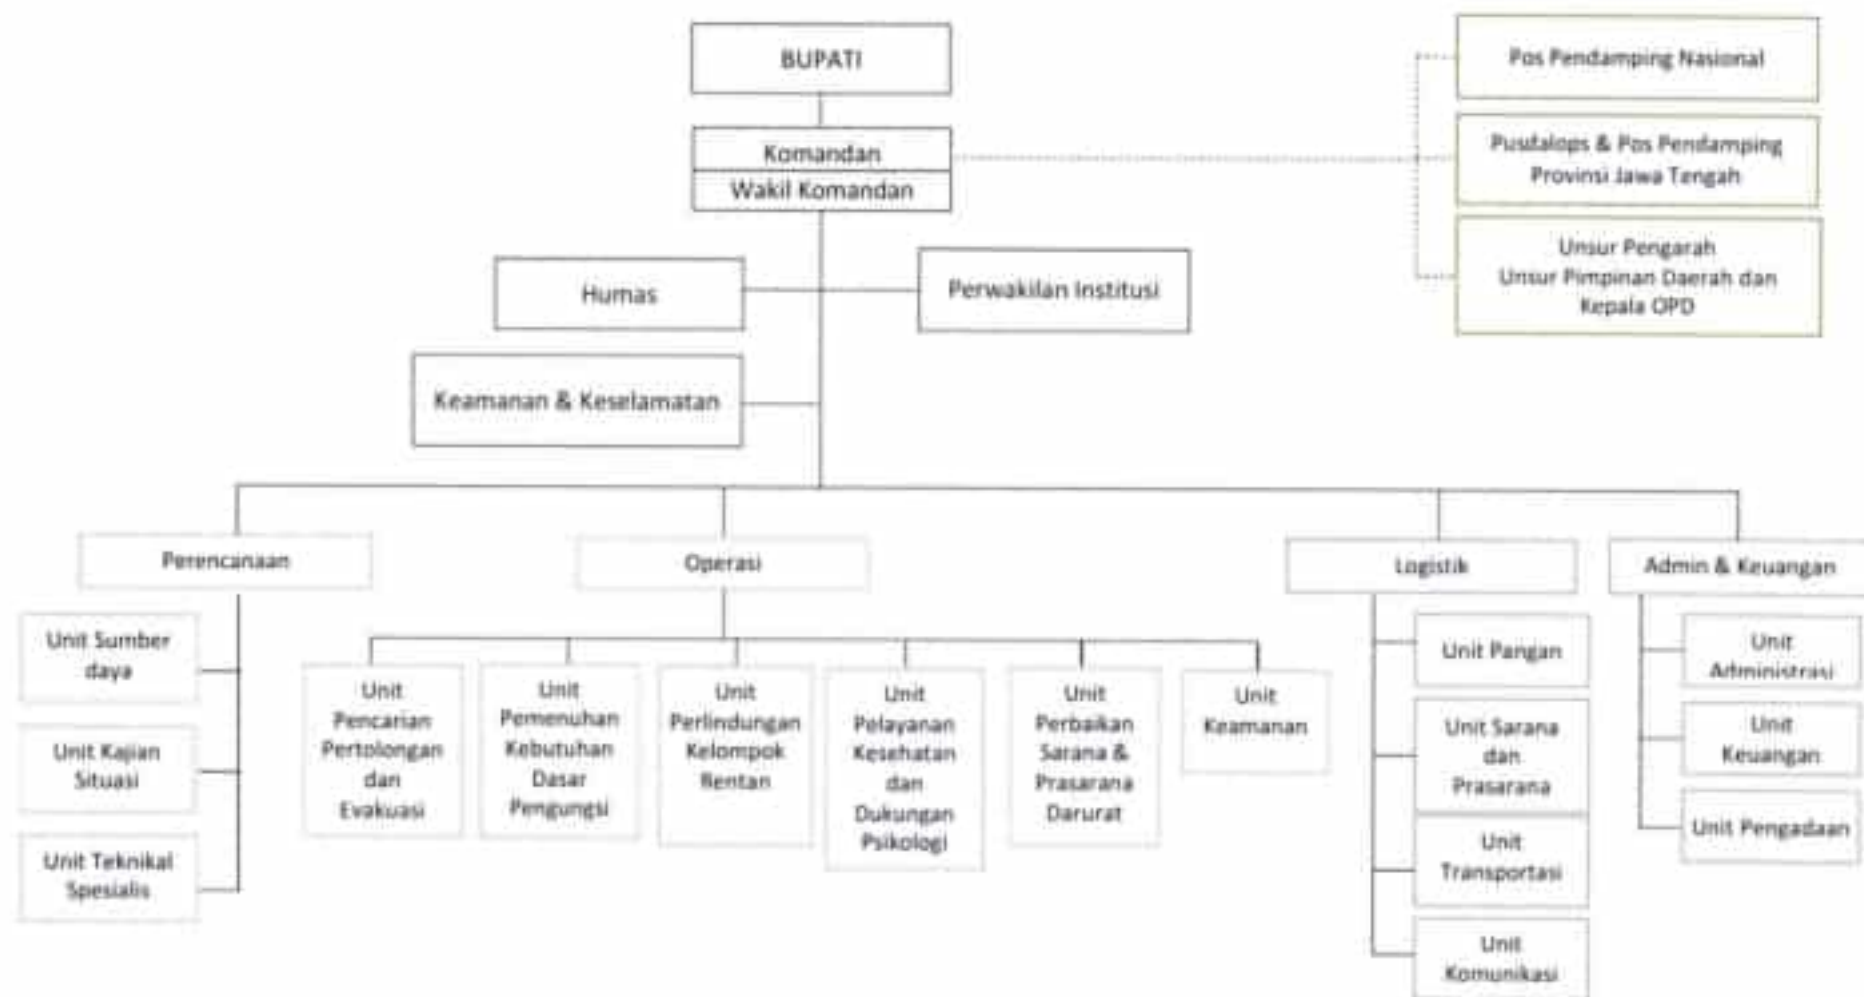 BUPATI
Komandan
Wakil Komandan
Pos Pendamping Nasional
Pusdalops & Pos Pendamping
Provinsi Jawa Tengah
Unsur Pengarah
Unsur Pimpinan Daerah dan
Kepala OPD
Humas
Perwakilan Institusi
Keamanan & Keselamatan
Perencanaan
Operasi
Logistik
Admin & Keuangan
Unit Sumber
daya
Unit Kajian
Situasi
Unit Teknikal
Spesialis
Unit
Pencarian
Pertolongan
dan
Evakuasi
Unit
Pemenuhan
Kebutuhan
Dasar
Pengungsi
Unit
Perlindungan
Kelompok
Rentan
Unit
Pelayanan
Kesehatan
dan
Dukungan
Psikologi
Unit
Perbaikan
Sarana &
Prasarana
Darurat
Unit
Keamanan
Unit Pangan
Unit Sarana
dan
Prasarana
Unit
Transportasi
Unit
Komunikasi
Unit
Administrasi
Unit
Keuangan
Unit Pengadaan